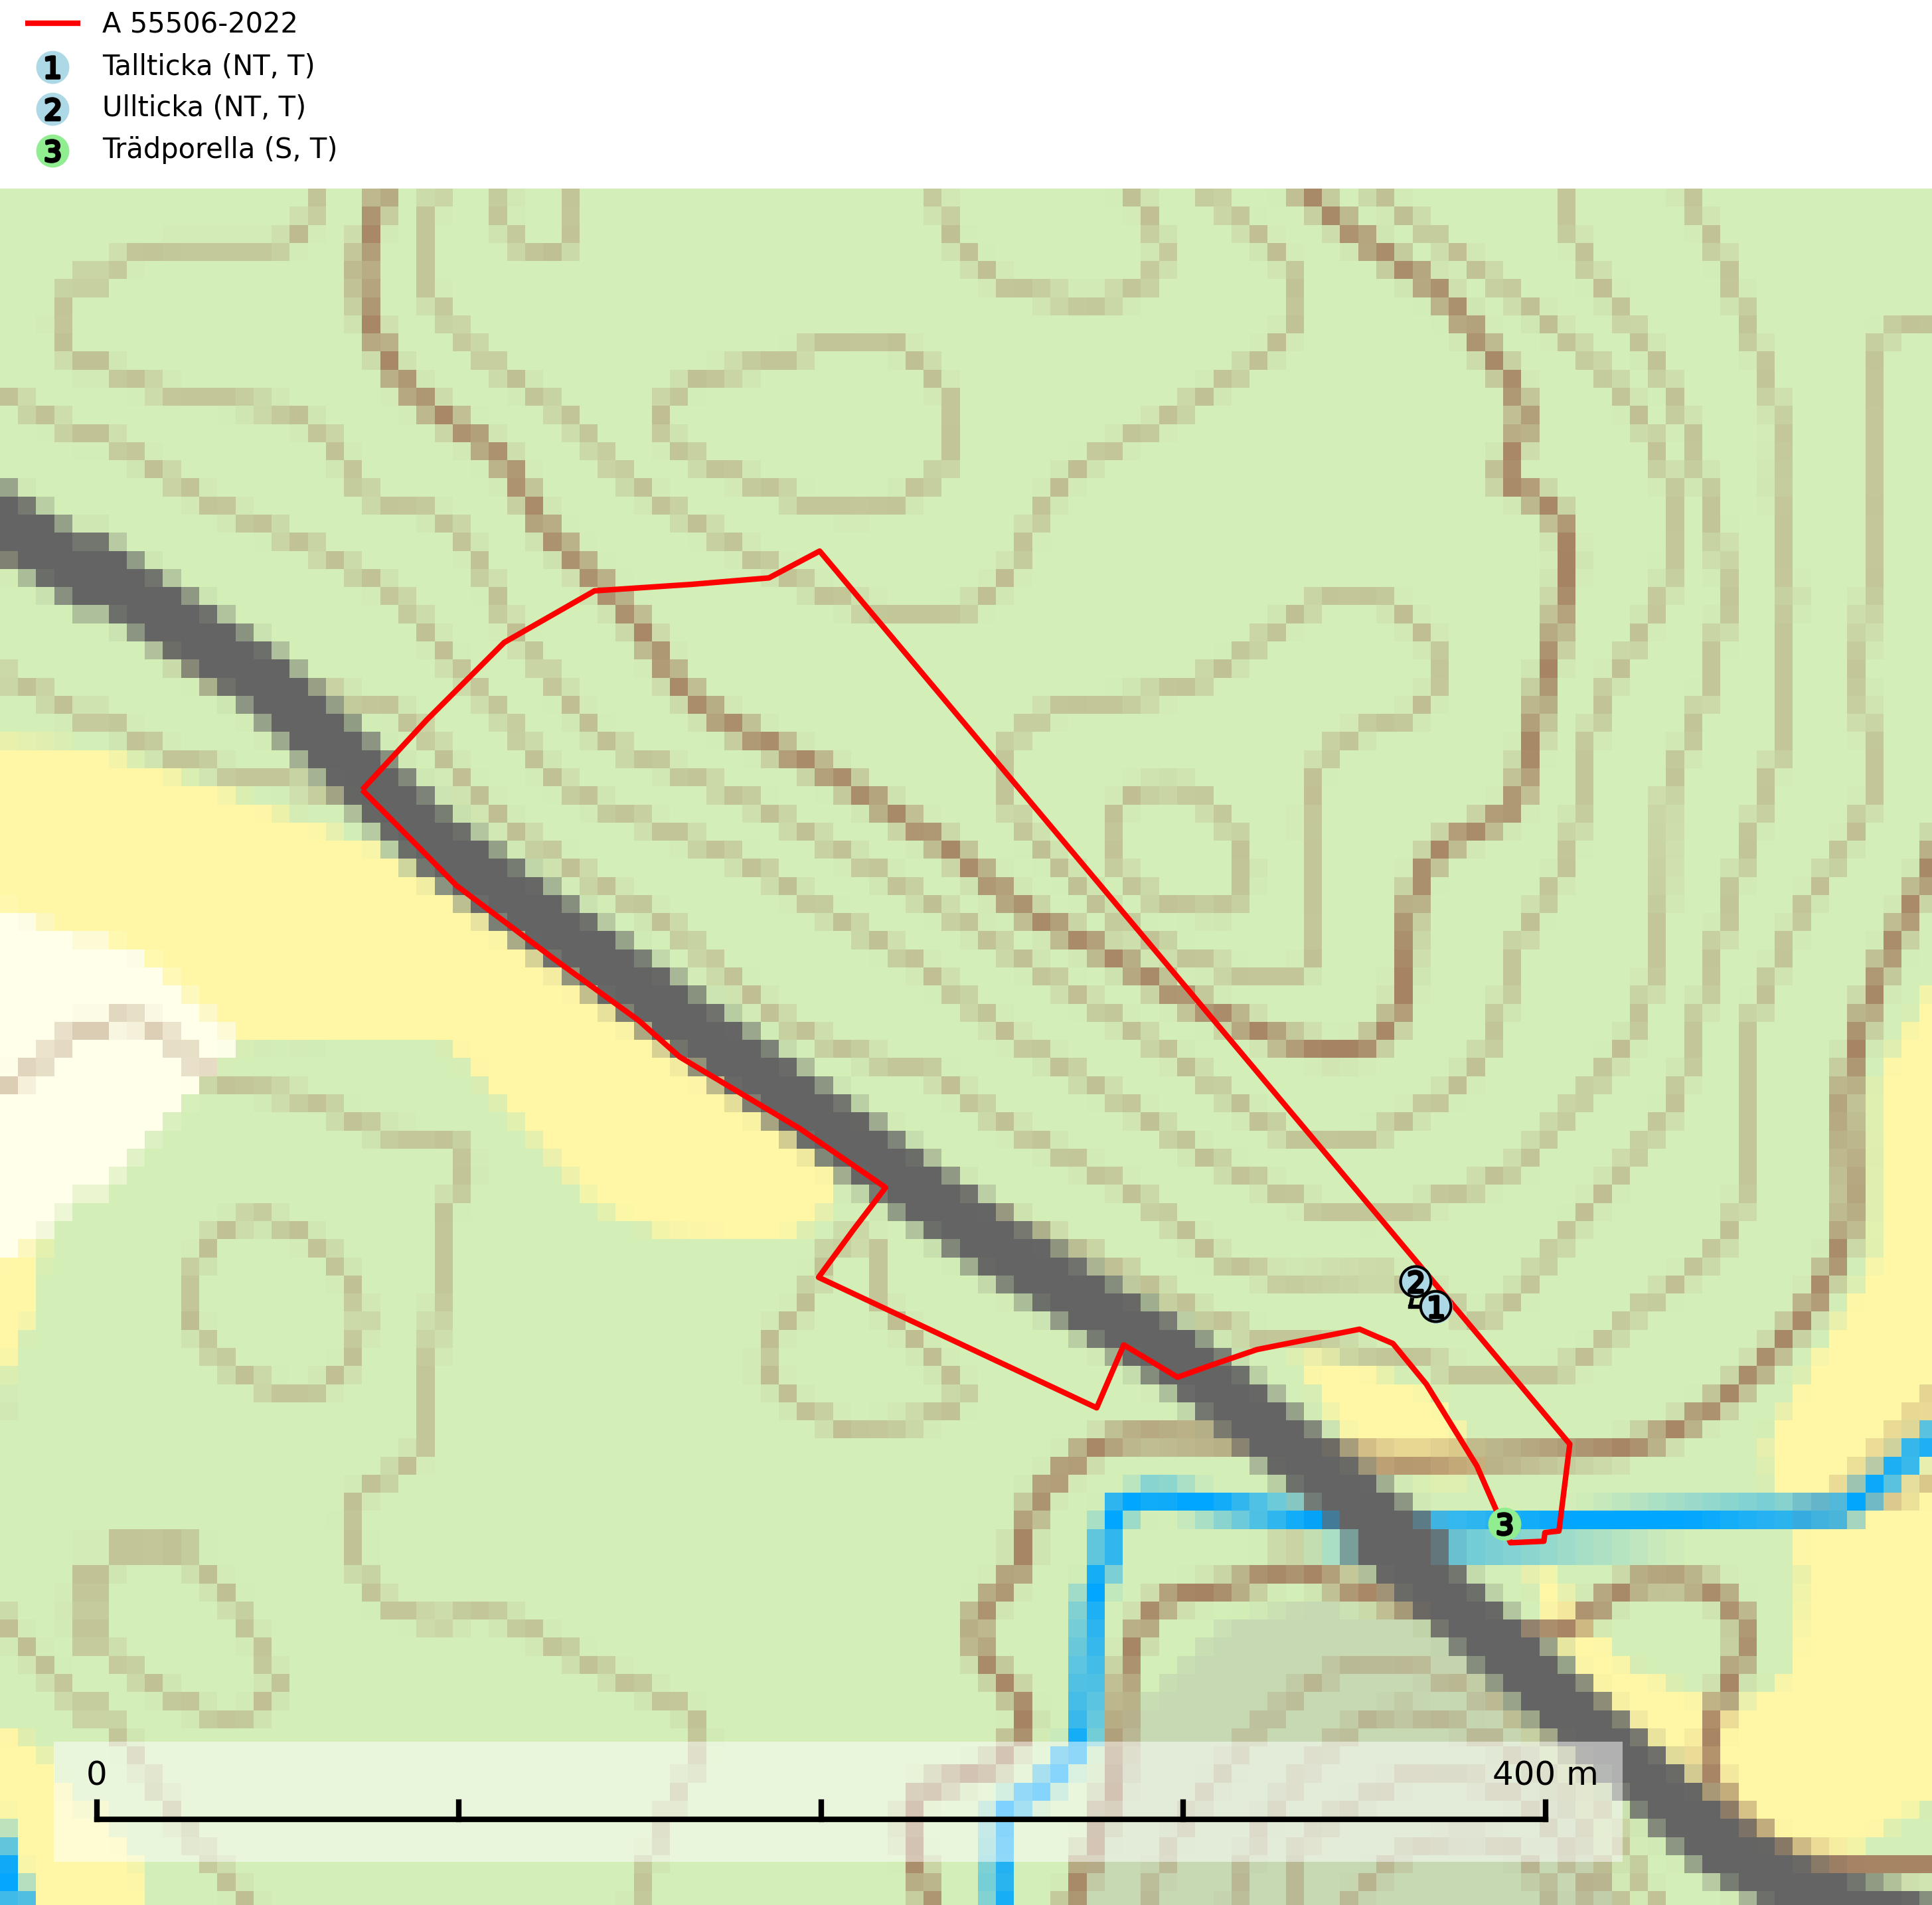 A 55506-2022
1 Tallticka (NT, T)
2 Ullticka (NT, T)
3 Trädporella (S, T)
2
1
3
0 400 m